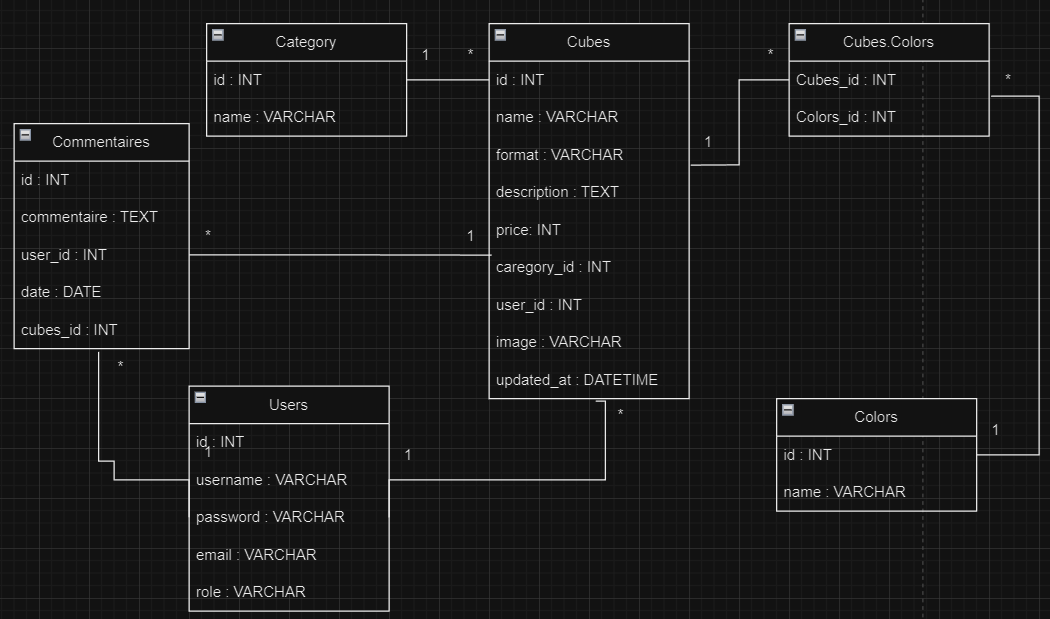 Category
id : INT
name : VARCHAR
1
*
Cubes
id : INT
name : VARCHAR
format : VARCHAR
description : TEXT
price: INT
caregory_id : INT
user_id : INT
image : VARCHAR
updated_at : DATETIME
*
Cubes.Colors
Cubes_id : INT
Colors_id : INT
*
1
Commentaires
id : INT
commentaire : TEXT
user_id : INT
date : DATE
cubes_id : INT
*
1
*
Users
id : INT
1
username : VARCHAR
password : VARCHAR
email : VARCHAR
role : VARCHAR
1
*
Colors
id : INT
name : VARCHAR
1